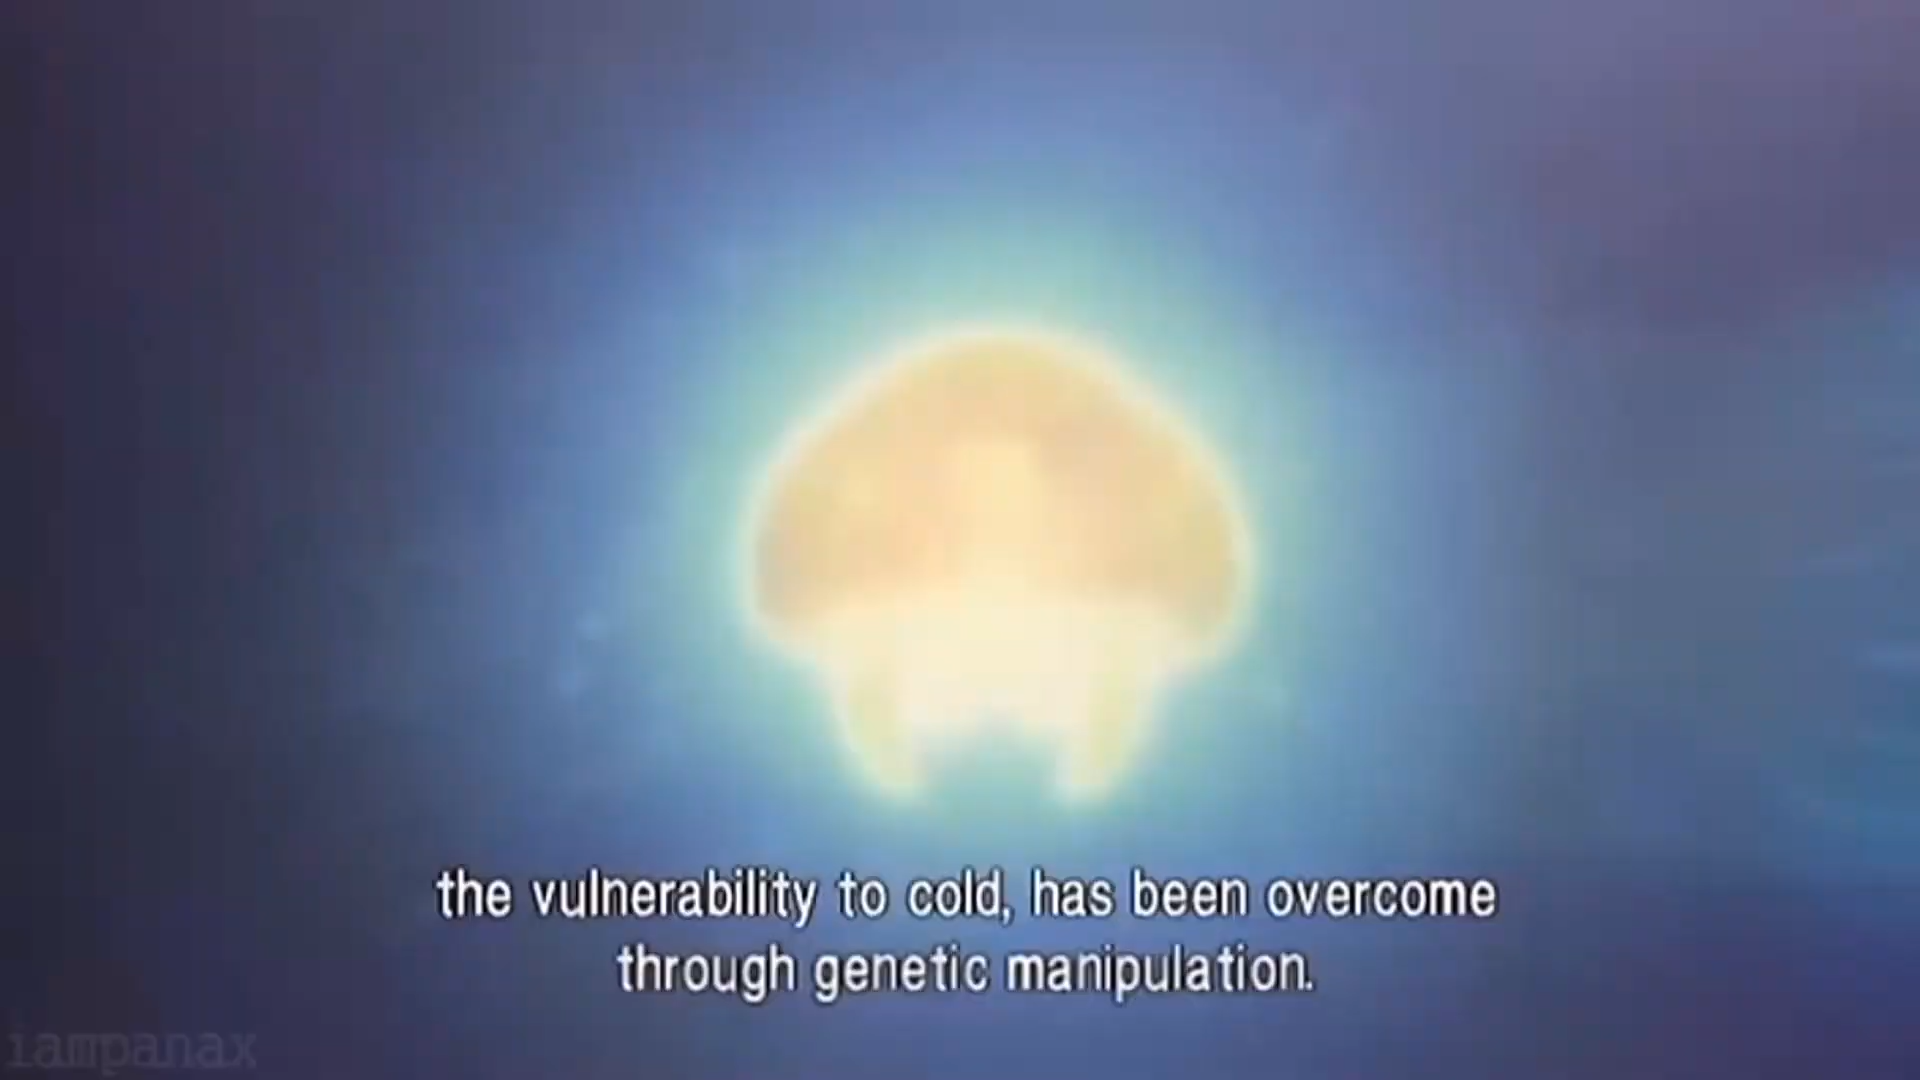 the vulnerability to cold, has been overcome
through genetic manipulation.
iampanax